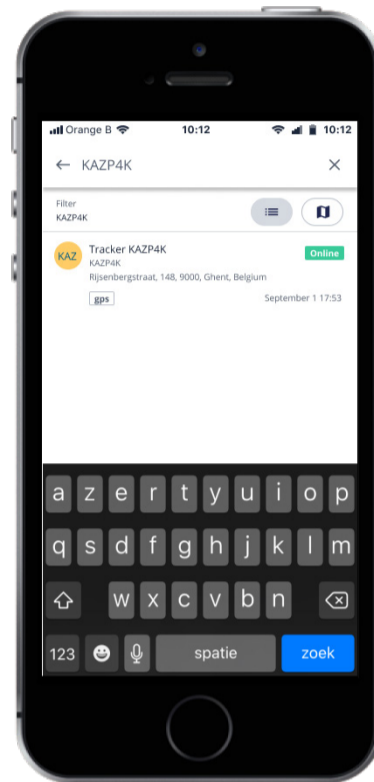 Orange B 10:12 10:12
KAZP4K
Filter
KAZP4K
KAZ Tracker KAZP4K Online
KAZP4K
Rijsenbergstraat, 148, 9000, Ghent, Belgium
gps September 1 17:53
a z e r t y u i o p
q s d f g h j k l m
w x c v b n
123 spatie zoek